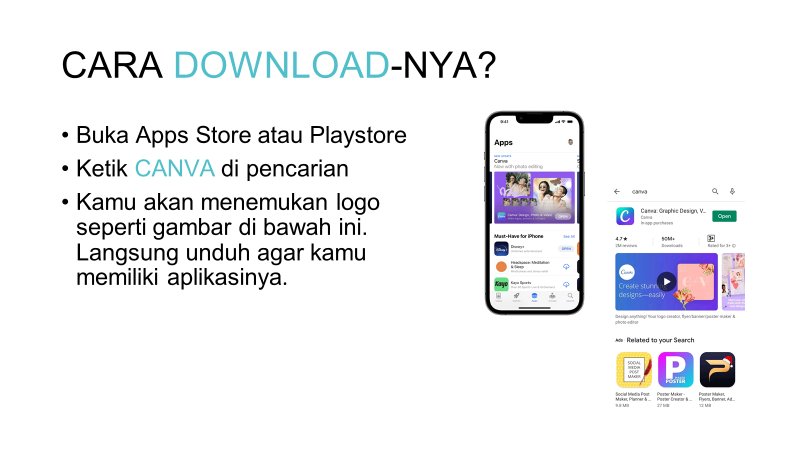 CARA DOWNLOAD-NYA?
• Buka Apps Store atau Playstore
• Ketik CANVA di pencarian
• Kamu akan menemukan logo
seperti gambar di bawah ini.
Langsung unduh agar kamu
memiliki aplikasinya.
9:41
Apps
Canva
Now with photo editing
Must-Have for iPhone
See All
Disney+
Headspace: Meditation
& Sleep
Kayo Sports
canva
Canva: Graphic Design, V...
Canva
In-app purchases
Open
4.7 ★
50M+
2M reviews
Downloads
Rated for 3+
Canva
Create stunn
designs—easily
Design anything! Your logo creator, flyer/banner/poster maker &
photo editor
Ads Related to your Search
SOCIAL
MEDIA
POST
MAKER
P
POSTER
Social Media Post
Maker, Planner & ...
Poster Maker -
Poster Creator & ...
Poster Maker,
Flyers, Banner, Ad...
9.8 MB
27 MB
12 MB